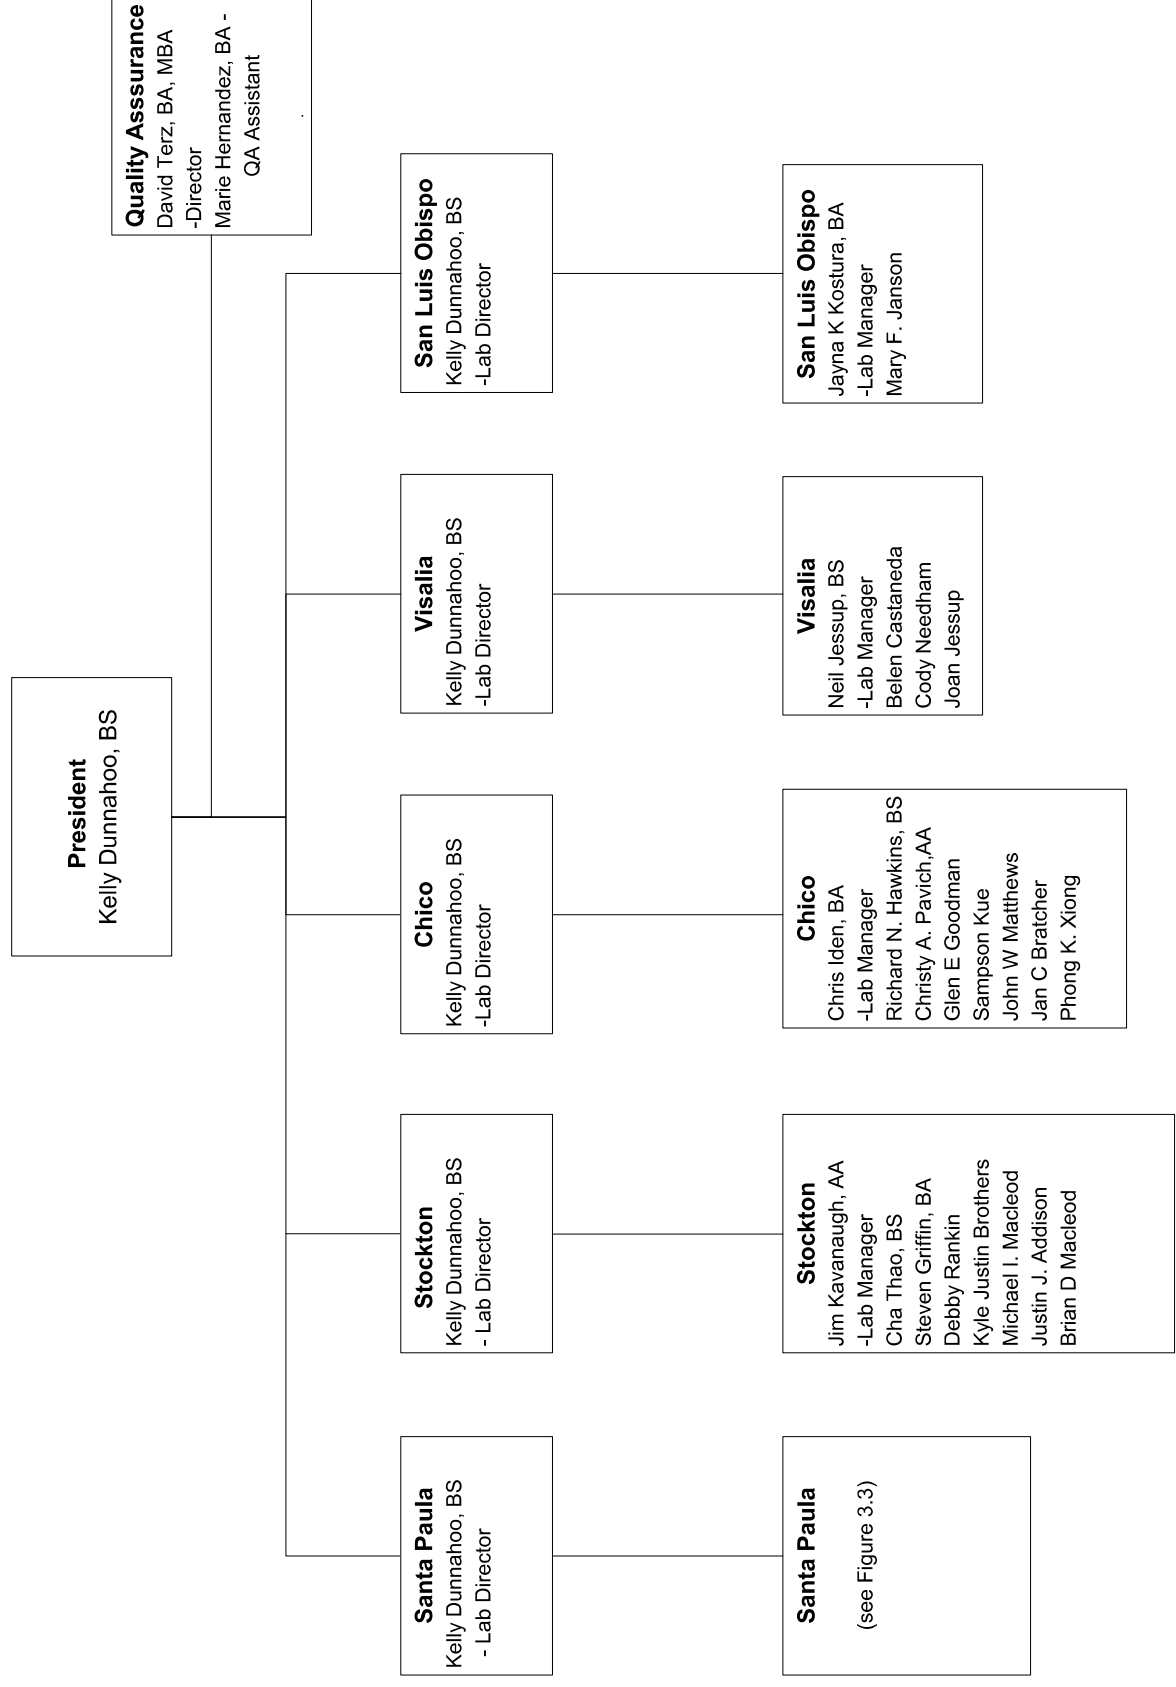 President
Kelly Dunnahoo, BS
Quality Asssurance
David Terz, BA, MBA
-Director
Marie Hernandez, BA -
QA Assistant
Santa Paula
Kelly Dunnahoo, BS
- Lab Director
Stockton
Kelly Dunnahoo, BS
- Lab Director
Chico
Kelly Dunnahoo, BS
-Lab Director
Visalia
Kelly Dunnahoo, BS
-Lab Director
San Luis Obispo
Kelly Dunnahoo, BS
-Lab Director
Santa Paula
(see Figure 3.3)
Stockton
Jim Kavanaugh, AA
-Lab Manager
Cha Thao, BS
Steven Griffin, BA
Debby Rankin
Kyle Justin Brothers
Michael I. Macleod
Justin J. Addison
Brian D Macleod
Chico
Chris Iden, BA
-Lab Manager
Richard N. Hawkins, BS
Christy A. Pavich,AA
Glen E Goodman
Sampson Kue
John W Matthews
Jan C Bratcher
Phong K. Xiong
Visalia
Neil Jessup, BS
-Lab Manager
Belen Castaneda
Cody Needham
Joan Jessup
San Luis Obispo
Jayna K Kostura, BA
-Lab Manager
Mary F. Janson